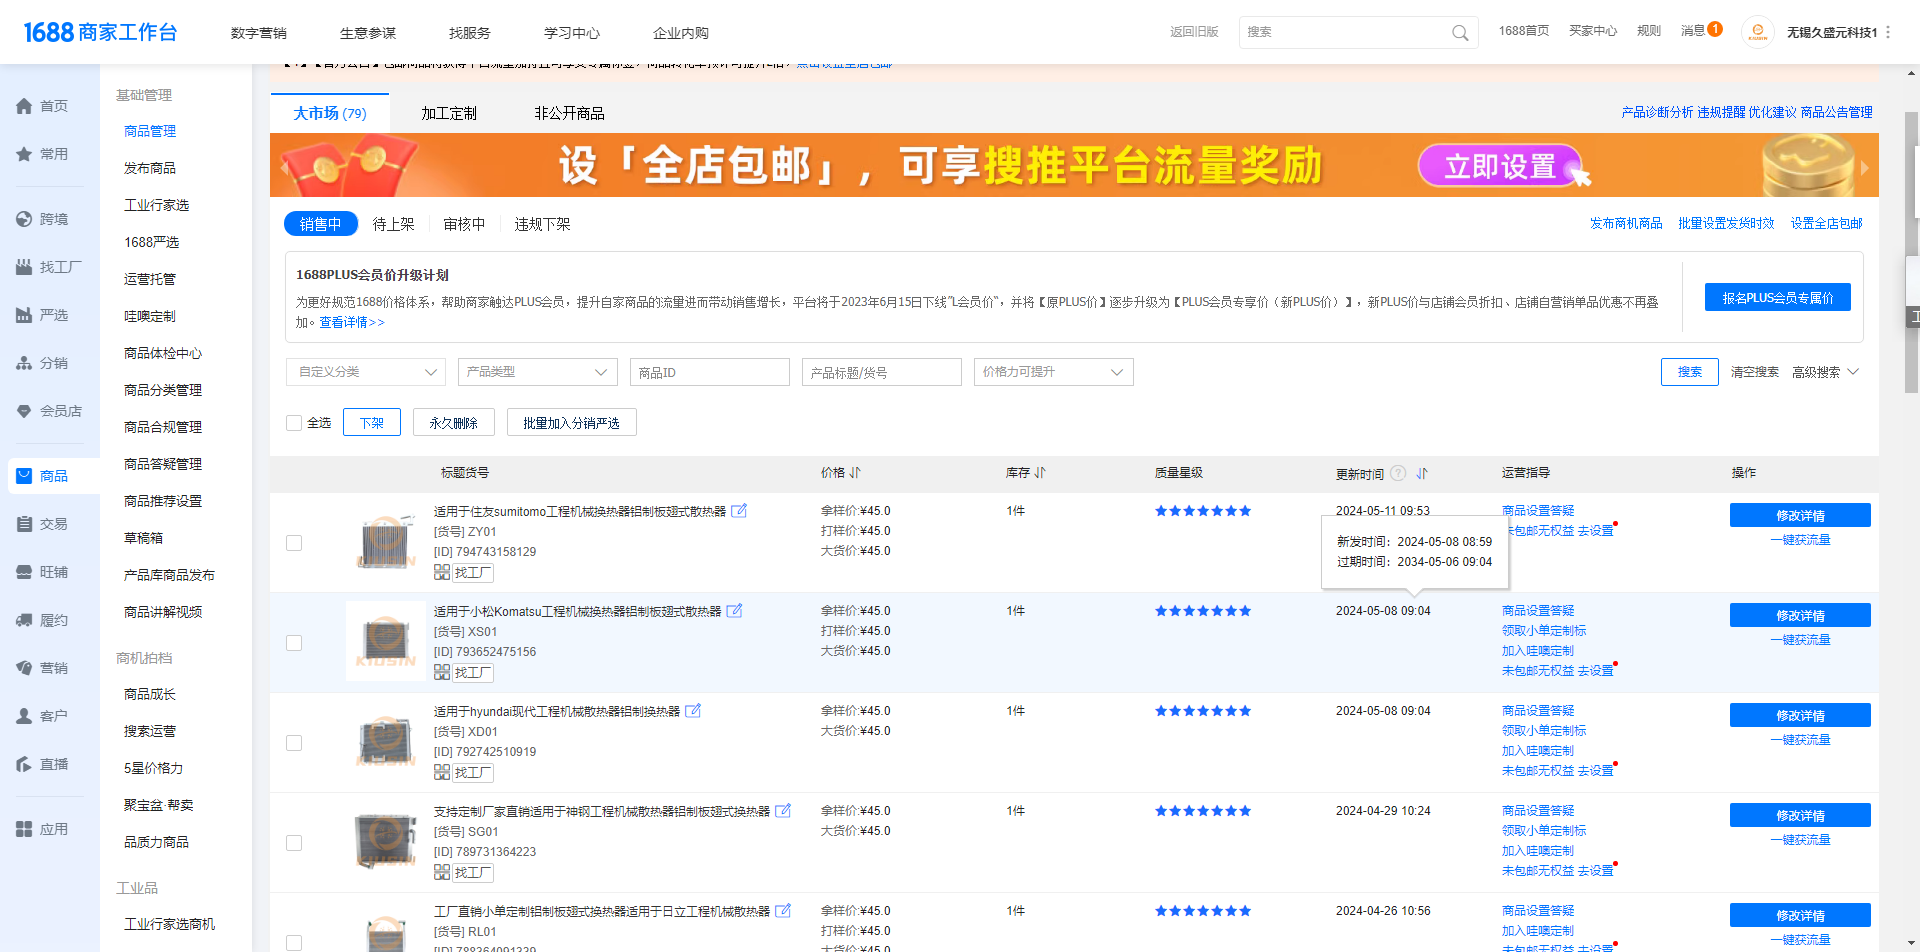 1688 商家工作台
数字营销 生意参谋 找服务 学习中心 企业内购
返回旧版 搜索 1688首页 买家中心 规则 消息 1 无锡久盛元科技1
首页
常用
跨境
找工厂
严选
分销
会员店
商品
交易
旺铺
履约
营销
客户
直播
应用
基础管理
商品管理
发布商品
工业行家选
1688严选
运营托管
哇噢定制
商品体检中心
商品分类管理
商品合规管理
商品答疑管理
商品推荐设置
草稿箱
产品库商品发布
商品讲解视频
商机拍档
商品成长
搜索运营
5星价格力
聚宝盆·帮卖
品质力商品
工业品
工业行家选商机
大市场 (79) 加工定制 非公开商品
产品诊断分析 违规提醒 优化建议 商品公告管理
设「全店包邮」，可享搜推平台流量奖励 立即设置
销售中 待上架 审核中 违规下架
发布商机商品 批量设置发货时效 设置全店包邮
1688PLUS会员价升级计划
为更好规范1688价格体系，帮助商家触达PLUS会员，提升自家商品的流量进而带动销售增长，平台将于2023年6月15日下线“L会员价”，并将【原PLUS价】逐步升级为【PLUS会员专享价（新PLUS价）】，新PLUS价与店铺会员折扣、店铺自营销单品优惠不再叠
加。查看详情>>
报名PLUS会员专属价
自定义分类 产品类型 商品ID 产品标题/货号 价格力可提升 搜索 清空搜索 高级搜索
全选 下架 永久删除 批量加入分销严选
标题货号 价格 库存 质量星级 更新时间 ? 运营指导 操作
适用于住友sumitomo工程机械换热器铝制板翅式散热器
[货号] ZY01
[ID] 794743158129
找工厂
拿样价:¥45.0
打样价:¥45.0
大货价:¥45.0
1件
2024-05-11 09:53
商品设置答疑
未包邮无权益 去设置
修改详情
一键获流量
新发时间：2024-05-08 08:59
过期时间：2034-05-06 09:04
适用于小松Komatsu工程机械换热器铝制板翅式散热器
[货号] XS01
[ID] 793652475156
找工厂
KIUSIN
拿样价:¥45.0
打样价:¥45.0
大货价:¥45.0
1件
2024-05-08 09:04
商品设置答疑
领取小单定制标
加入哇噢定制
未包邮无权益 去设置
修改详情
一键获流量
适用于hyundai现代工程机械散热器铝制换热器
[货号] XD01
[ID] 792742510919
找工厂
拿样价:¥45.0
大货价:¥45.0
1件
2024-05-08 09:04
商品设置答疑
领取小单定制标
加入哇噢定制
未包邮无权益 去设置
修改详情
一键获流量
支持定制厂家直销适用于神钢工程机械散热器铝制板翅式换热器
[货号] SG01
[ID] 789731364223
找工厂
拿样价:¥45.0
大货价:¥45.0
1件
2024-04-29 10:24
商品设置答疑
领取小单定制标
加入哇噢定制
未包邮无权益 去设置
修改详情
一键获流量
工厂直销小单定制铝制板翅式换热器适用于日立工程机械散热器
[货号] RL01
[ID] 788364091339
拿样价:¥45.0
打样价:¥45.0
大货价:¥45.0
1件
2024-04-26 10:56
商品设置答疑
领取小单定制标
加入哇噢定制
未包邮无权益 去设置
修改详情
一键获流量